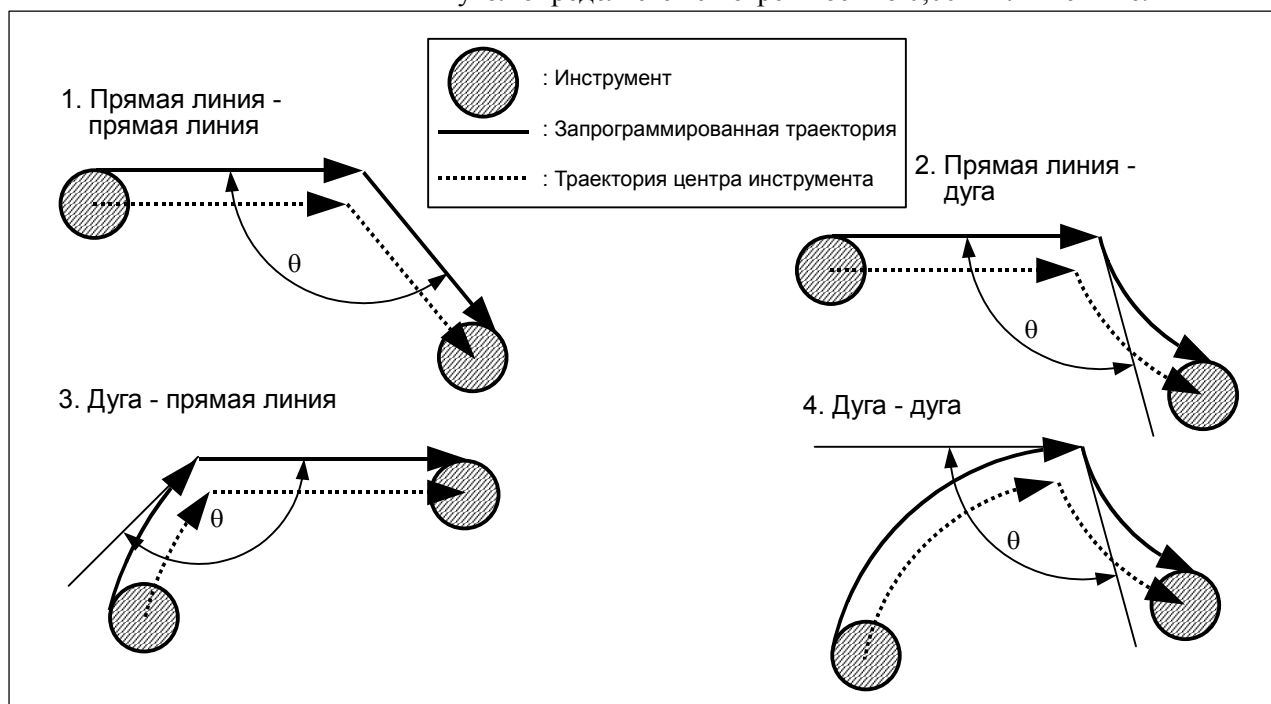 : Инструмент
: Запрограммированная траектория
: Траектория центра инструмента
1. Прямая линия -
прямая линия
θ
2. Прямая линия -
дуга
θ
3. Дуга - прямая линия
θ
4. Дуга - дуга
θ